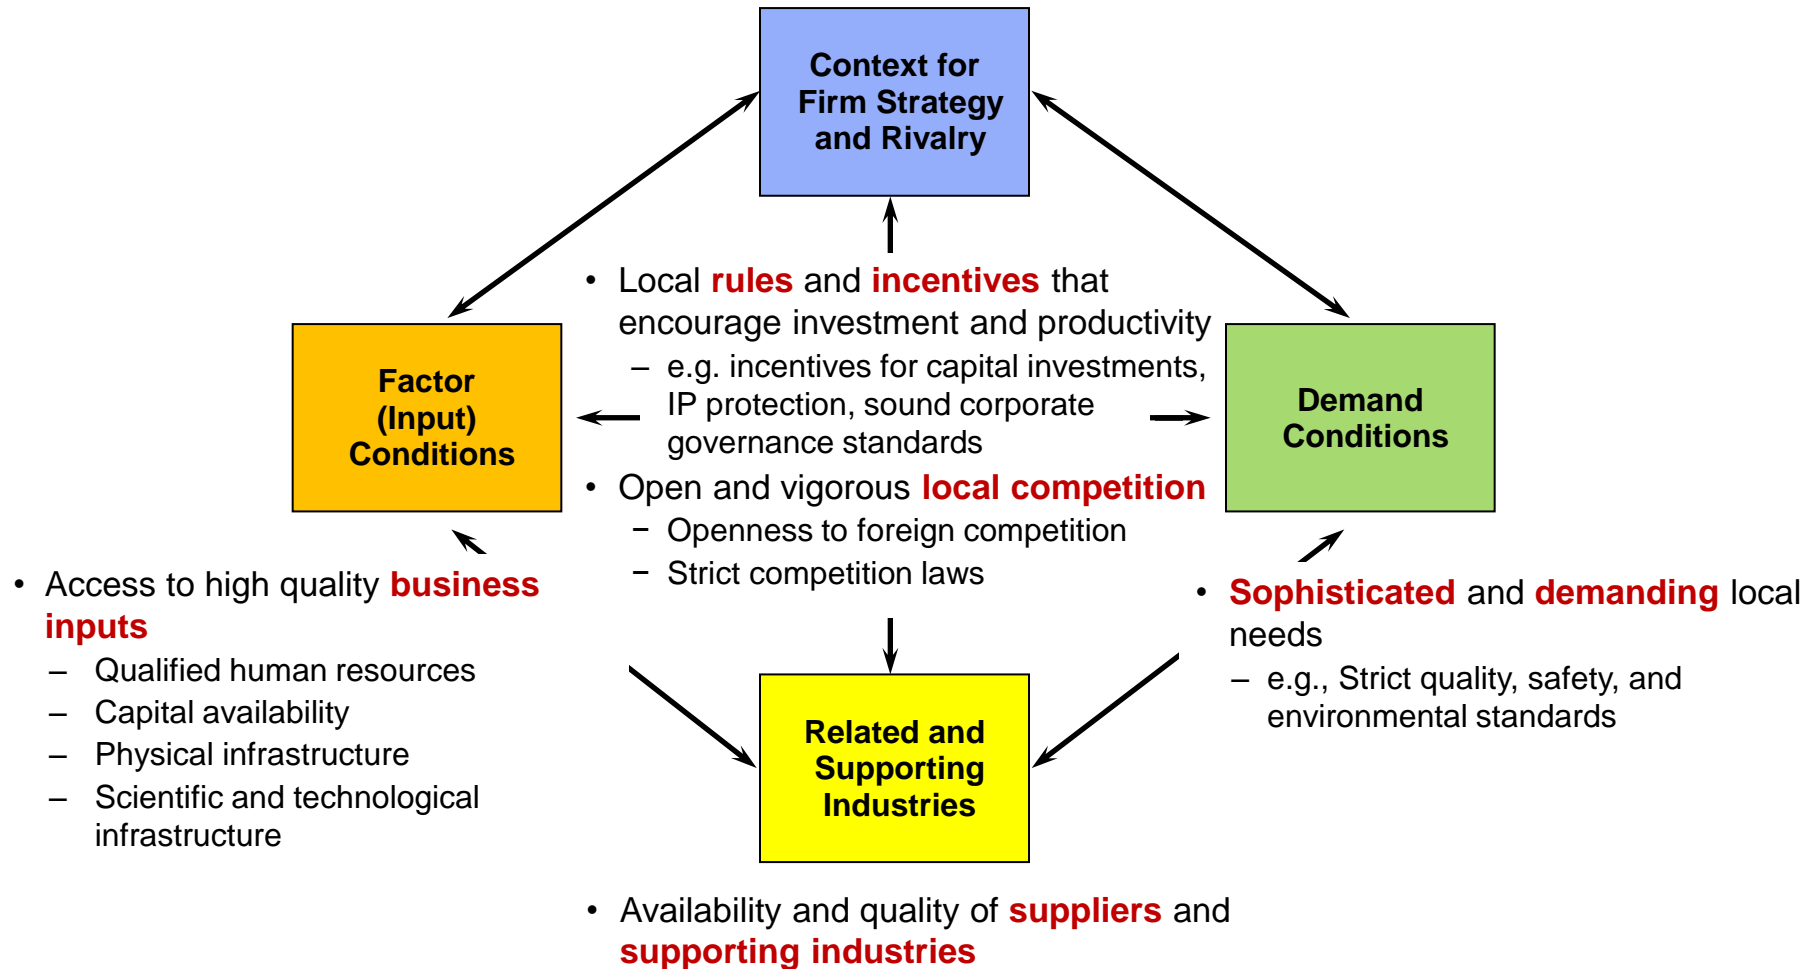 Context for
Firm Strategy
and Rivalry
• Local rules and incentives that
encourage investment and productivity
– e.g. incentives for capital investments,
IP protection, sound corporate
governance standards
• Open and vigorous local competition
− Openness to foreign competition
− Strict competition laws
Factor
(Input)
Conditions
Demand
Conditions
• Access to high quality business
inputs
– Qualified human resources
– Capital availability
– Physical infrastructure
– Scientific and technological
infrastructure
• Sophisticated and demanding local
needs
– e.g., Strict quality, safety, and
environmental standards
Related and
Supporting
Industries
• Availability and quality of suppliers and
supporting industries